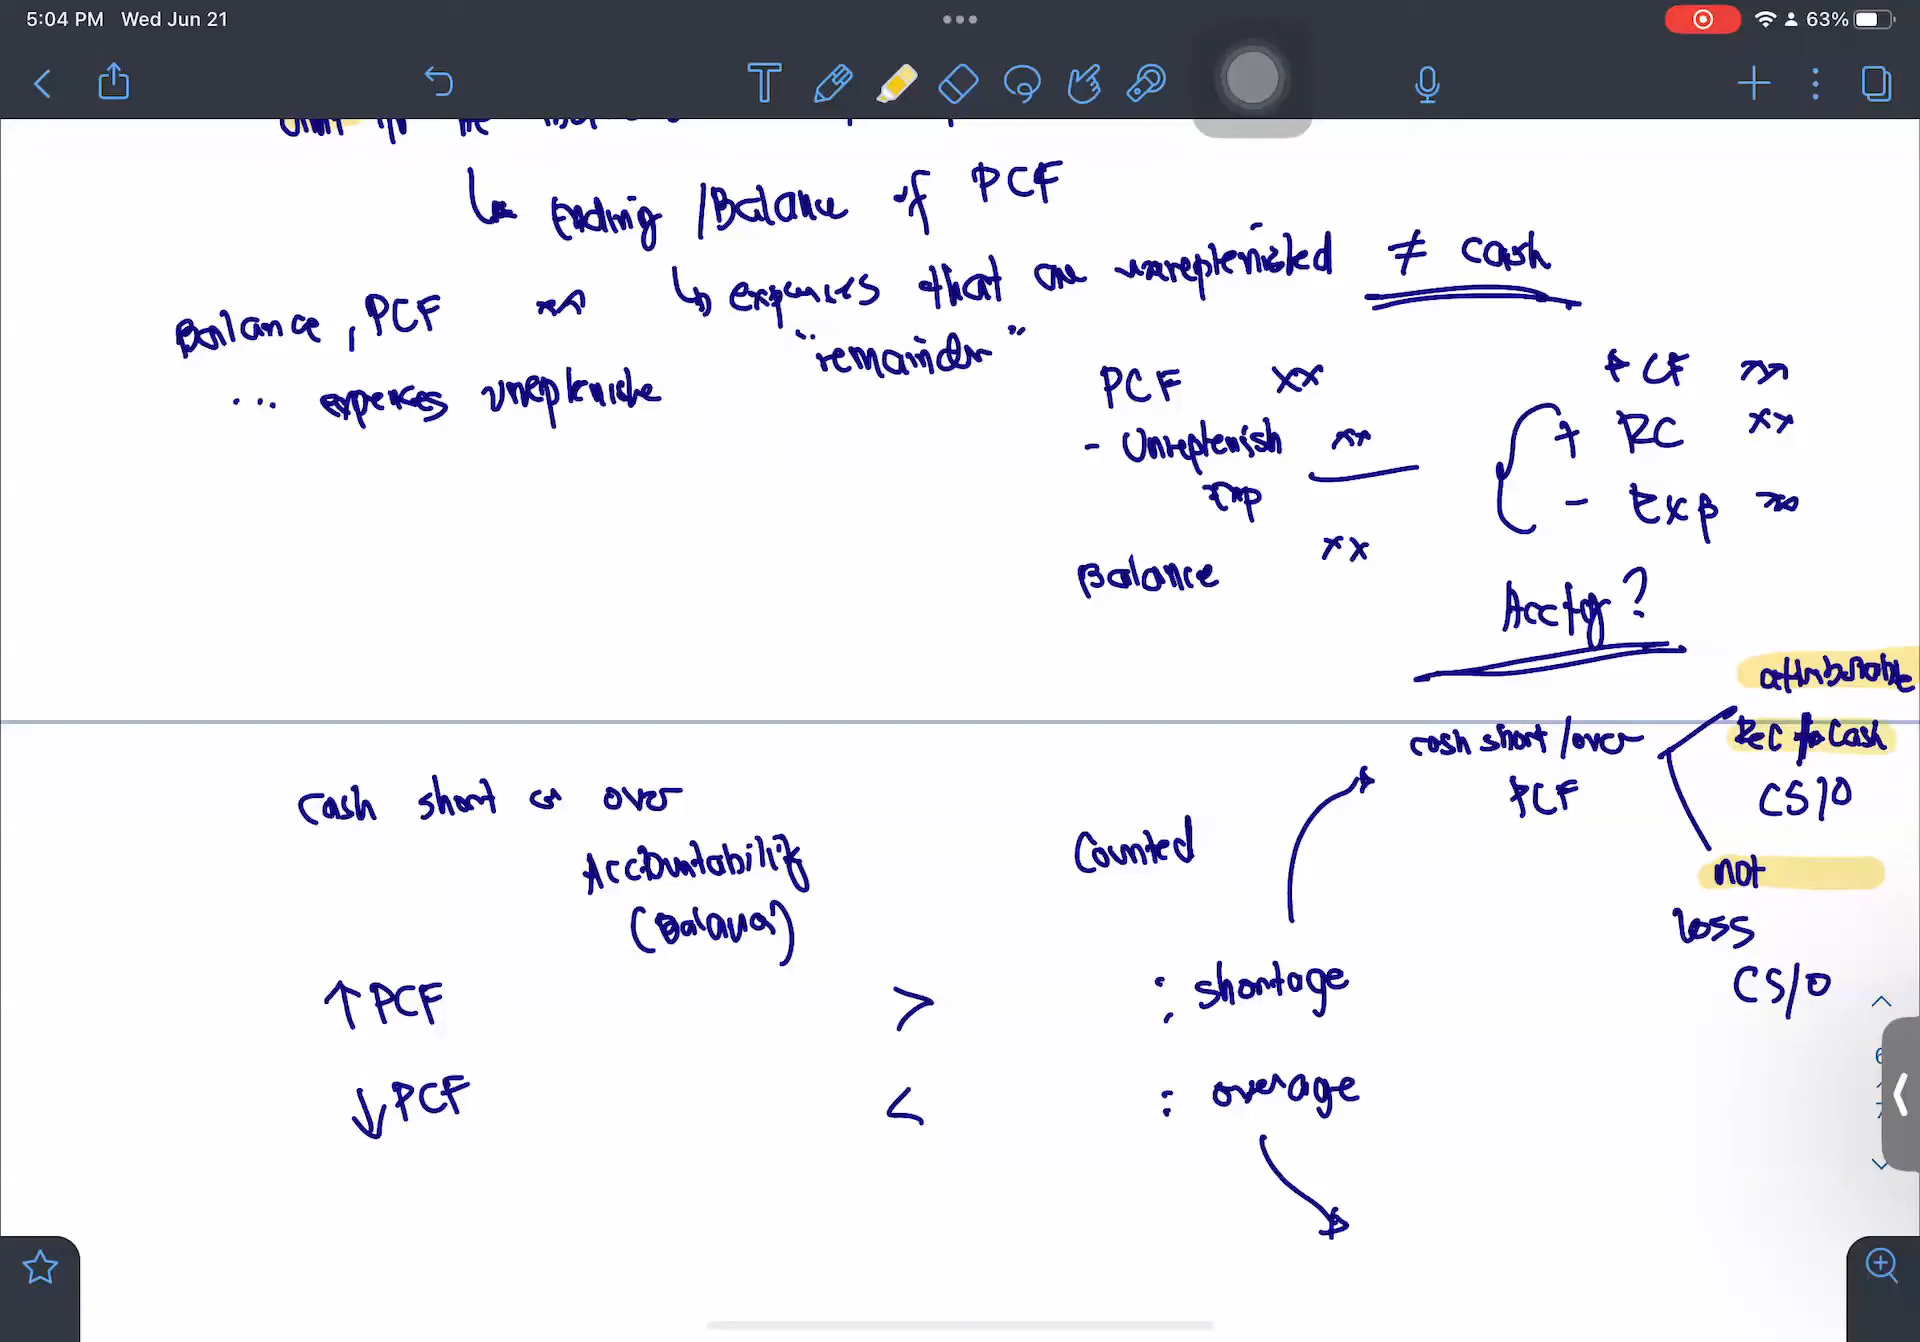 5:04 PM Wed Jun 21
63%
T
Ending / Balance of PCF
Balance, PCF xx
expenses that are unreplenished ≠ cash
"remainder"
... expenses unreplenishe
PCF xx
- Unreplenish xx
Exp
Balance xx
PCF xx
+ RC xx
- Exp xx
Acctg?
cash short / over
PCF
attributable
Rec fr Cash
CS/O
not
loss
CS/O
cash short or over
Accountability
(Balance)
Counted
↑ PCF > : shortage
↓ PCF < : overage